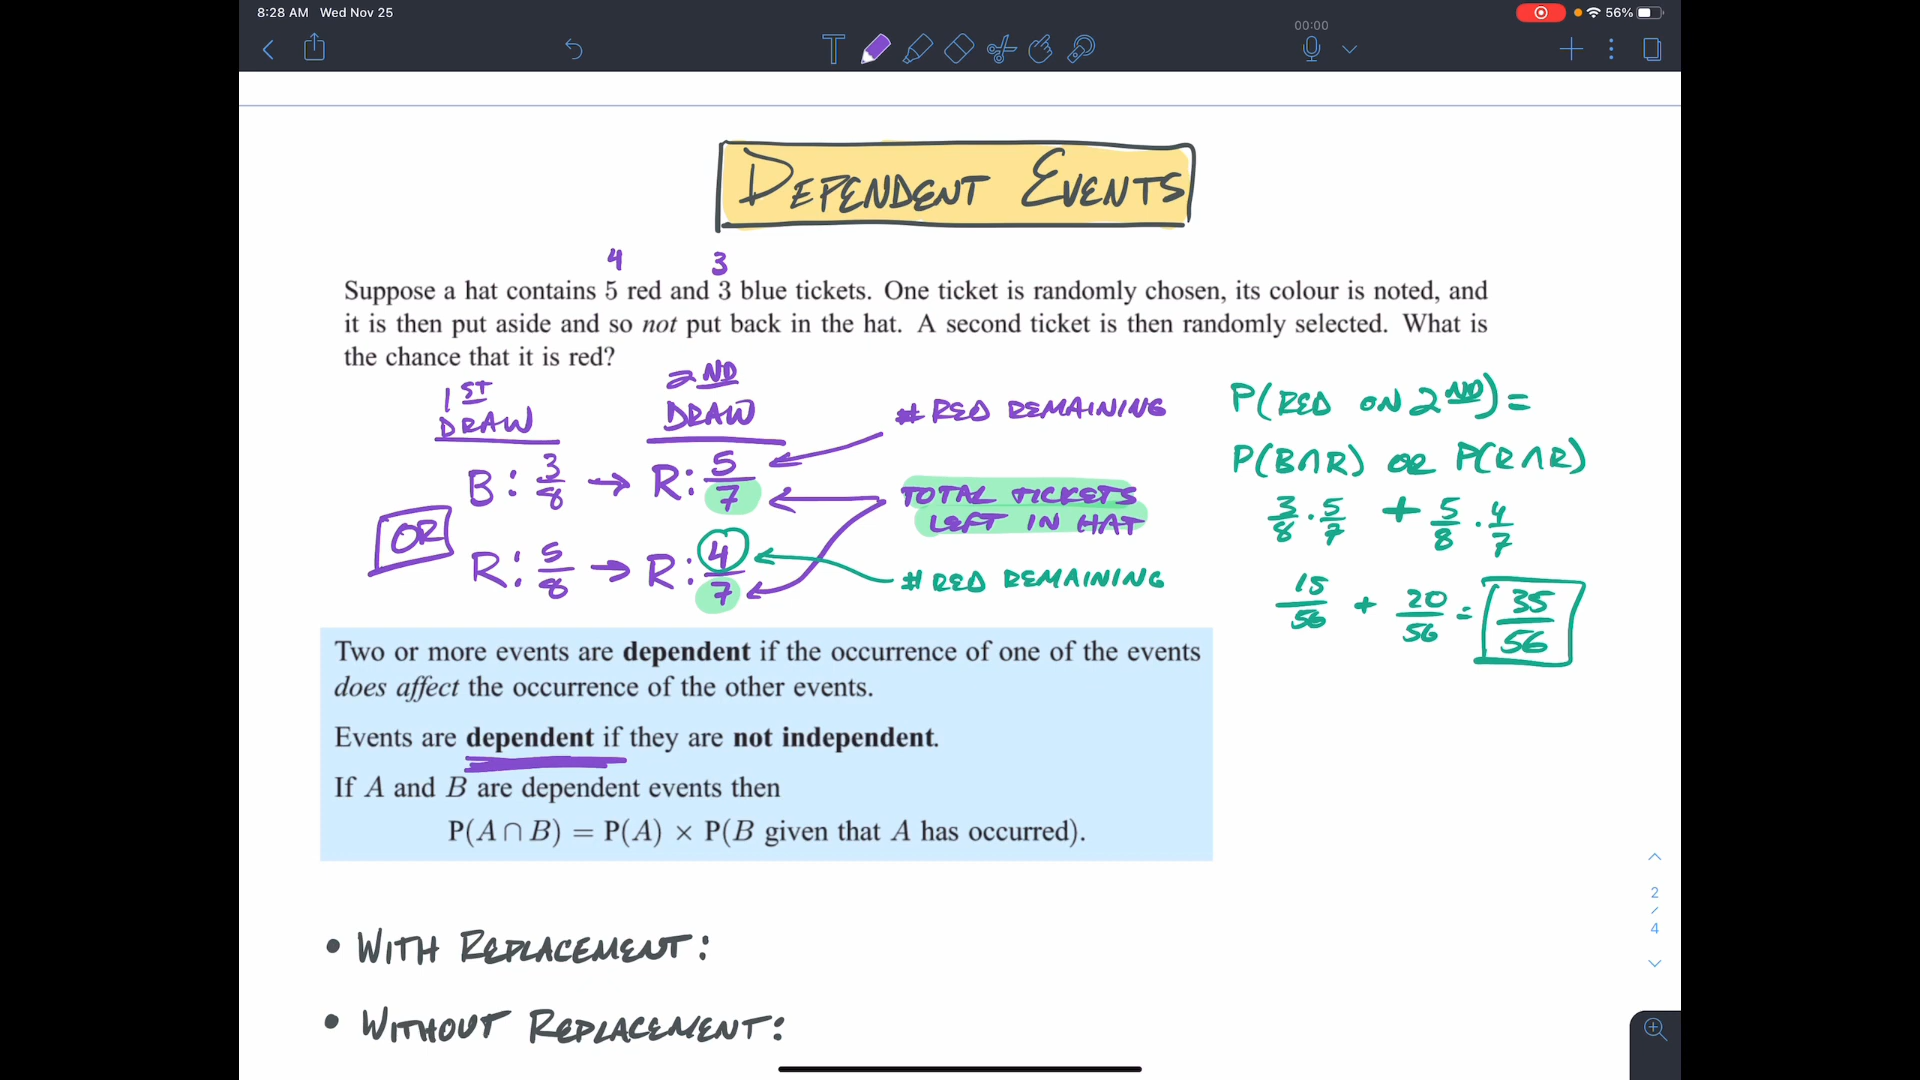 8:28 AM Wed Nov 25
56%
00:00
T
DEPENDENT EVENTS
4 3
Suppose a hat contains 5 red and 3 blue tickets. One ticket is randomly chosen, its colour is noted, and
it is then put aside and so not put back in the hat. A second ticket is then randomly selected. What is
the chance that it is red?
1ST DRAW
2ND DRAW
B: 3/8 → R: 5/7
OR
R: 5/8 → R: 4/7
# RED REMAINING
TOTAL TICKETS
LEFT IN HAT
# RED REMAINING
P(RED ON 2ND) =
P(B∩R) OR P(R∩R)
3/8 · 5/7 + 5/8 · 4/7
15/56 + 20/56 = 35/56
Two or more events are dependent if the occurrence of one of the events
does affect the occurrence of the other events.
Events are dependent if they are not independent.
If A and B are dependent events then
P(A ∩ B) = P(A) × P(B given that A has occurred).
• WITH REPLACEMENT:
• WITHOUT REPLACEMENT:
2
/
4